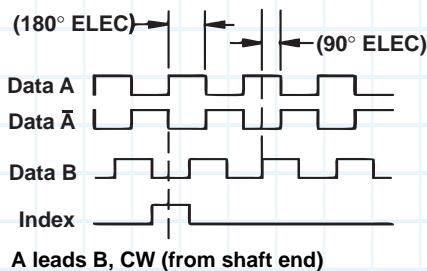 (180° ELEC)
(90° ELEC)
Data A
Data Ā
Data B
Index
A leads B, CW (from shaft end)